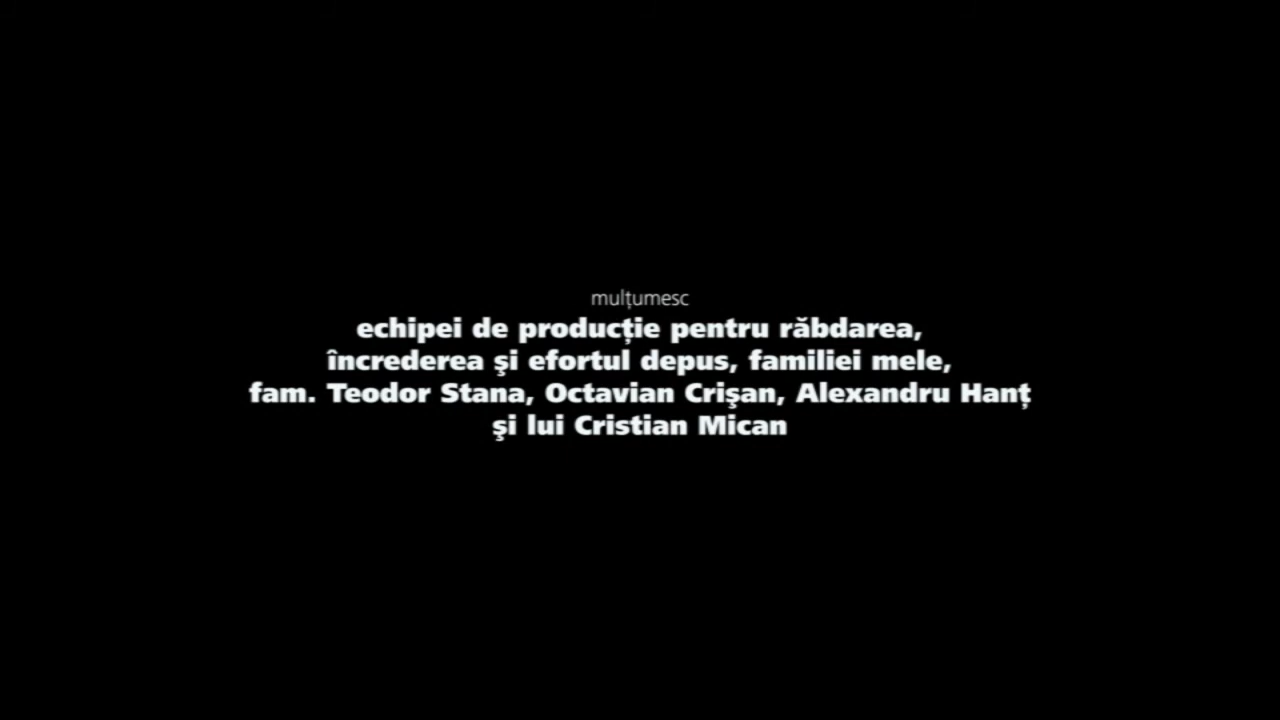 mulțumesc
echipei de producție pentru răbdarea,
încrederea şi efortul depus, familiei mele,
fam. Teodor Stana, Octavian Crişan, Alexandru Hanț
şi lui Cristian Mican